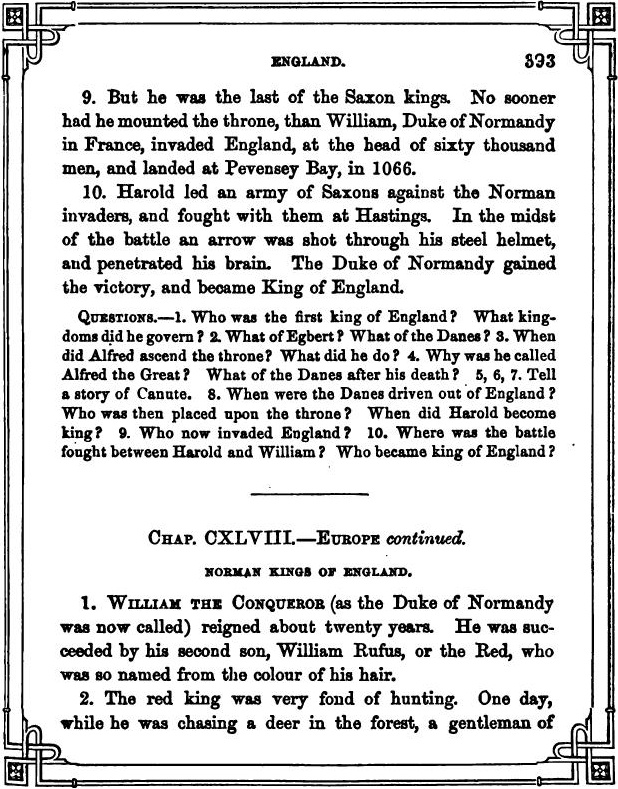 ENGLAND. 393
9. But he was the last of the Saxon kings. No sooner
had he mounted the throne, than William, Duke of Normandy
in France, invaded England, at the head of sixty thousand
men, and landed at Pevensey Bay, in 1066.
10. Harold led an army of Saxons against the Norman
invaders, and fought with them at Hastings. In the midst
of the battle an arrow was shot through his steel helmet,
and penetrated his brain. The Duke of Normandy gained
the victory, and became King of England.
QUESTIONS.—1. Who was the first king of England? What king-
doms did he govern? 2. What of Egbert? What of the Danes? 3. When
did Alfred ascend the throne? What did he do? 4. Why was he called
Alfred the Great? What of the Danes after his death? 5, 6, 7. Tell
a story of Canute. 8. When were the Danes driven out of England?
Who was then placed upon the throne? When did Harold become
king? 9. Who now invaded England? 10. Where was the battle
fought between Harold and William? Who became king of England?
CHAP. CXLVIII.—EUROPE continued.
NORMAN KINGS OF ENGLAND.
1. WILLIAM THE CONQUEROR (as the Duke of Normandy
was now called) reigned about twenty years. He was suc-
ceeded by his second son, William Rufus, or the Red, who
was so named from the colour of his hair.
2. The red king was very fond of hunting. One day,
while he was chasing a deer in the forest, a gentleman of